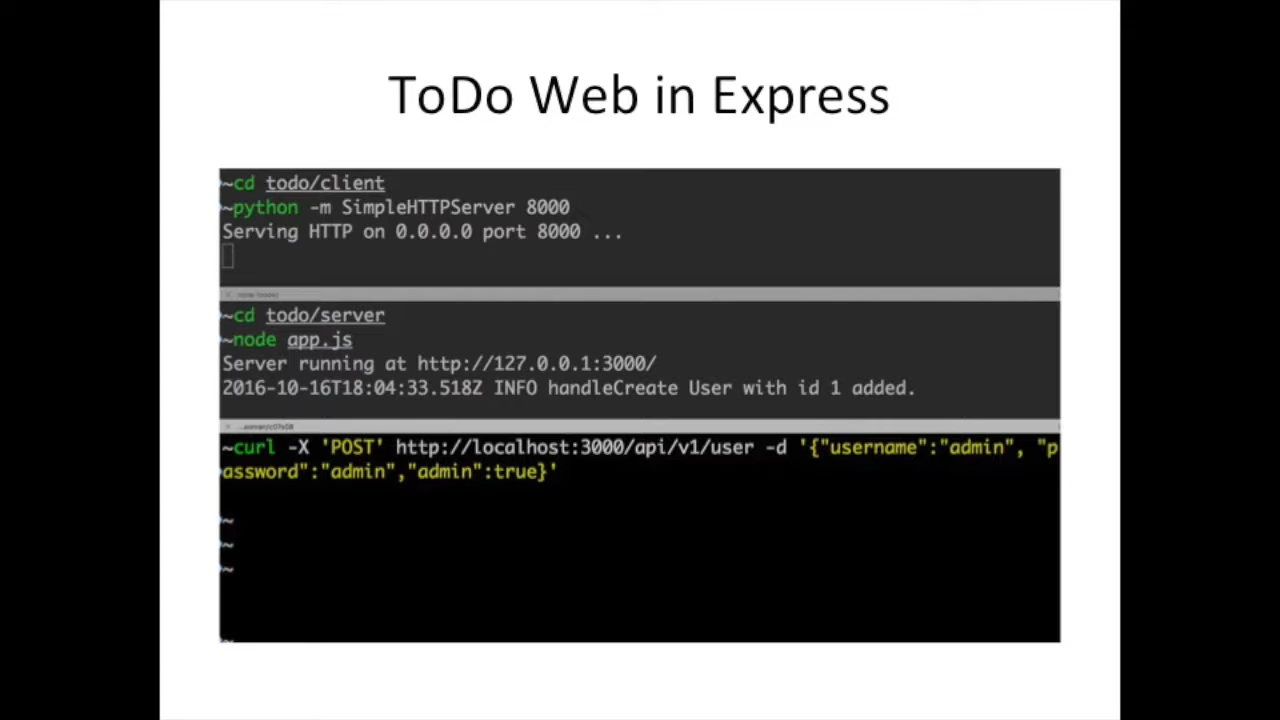 ToDo Web in Express
~cd todo/client
~python -m SimpleHTTPServer 8000
Serving HTTP on 0.0.0.0 port 8000 ...
~cd todo/server
~node app.js
Server running at http://127.0.0.1:3000/
2016-10-16T18:04:33.518Z INFO handleCreate User with id 1 added.
~curl -X 'POST' http://localhost:3000/api/v1/user -d '{"username":"admin", "p
assword":"admin","admin":true}'
~
~
~
~